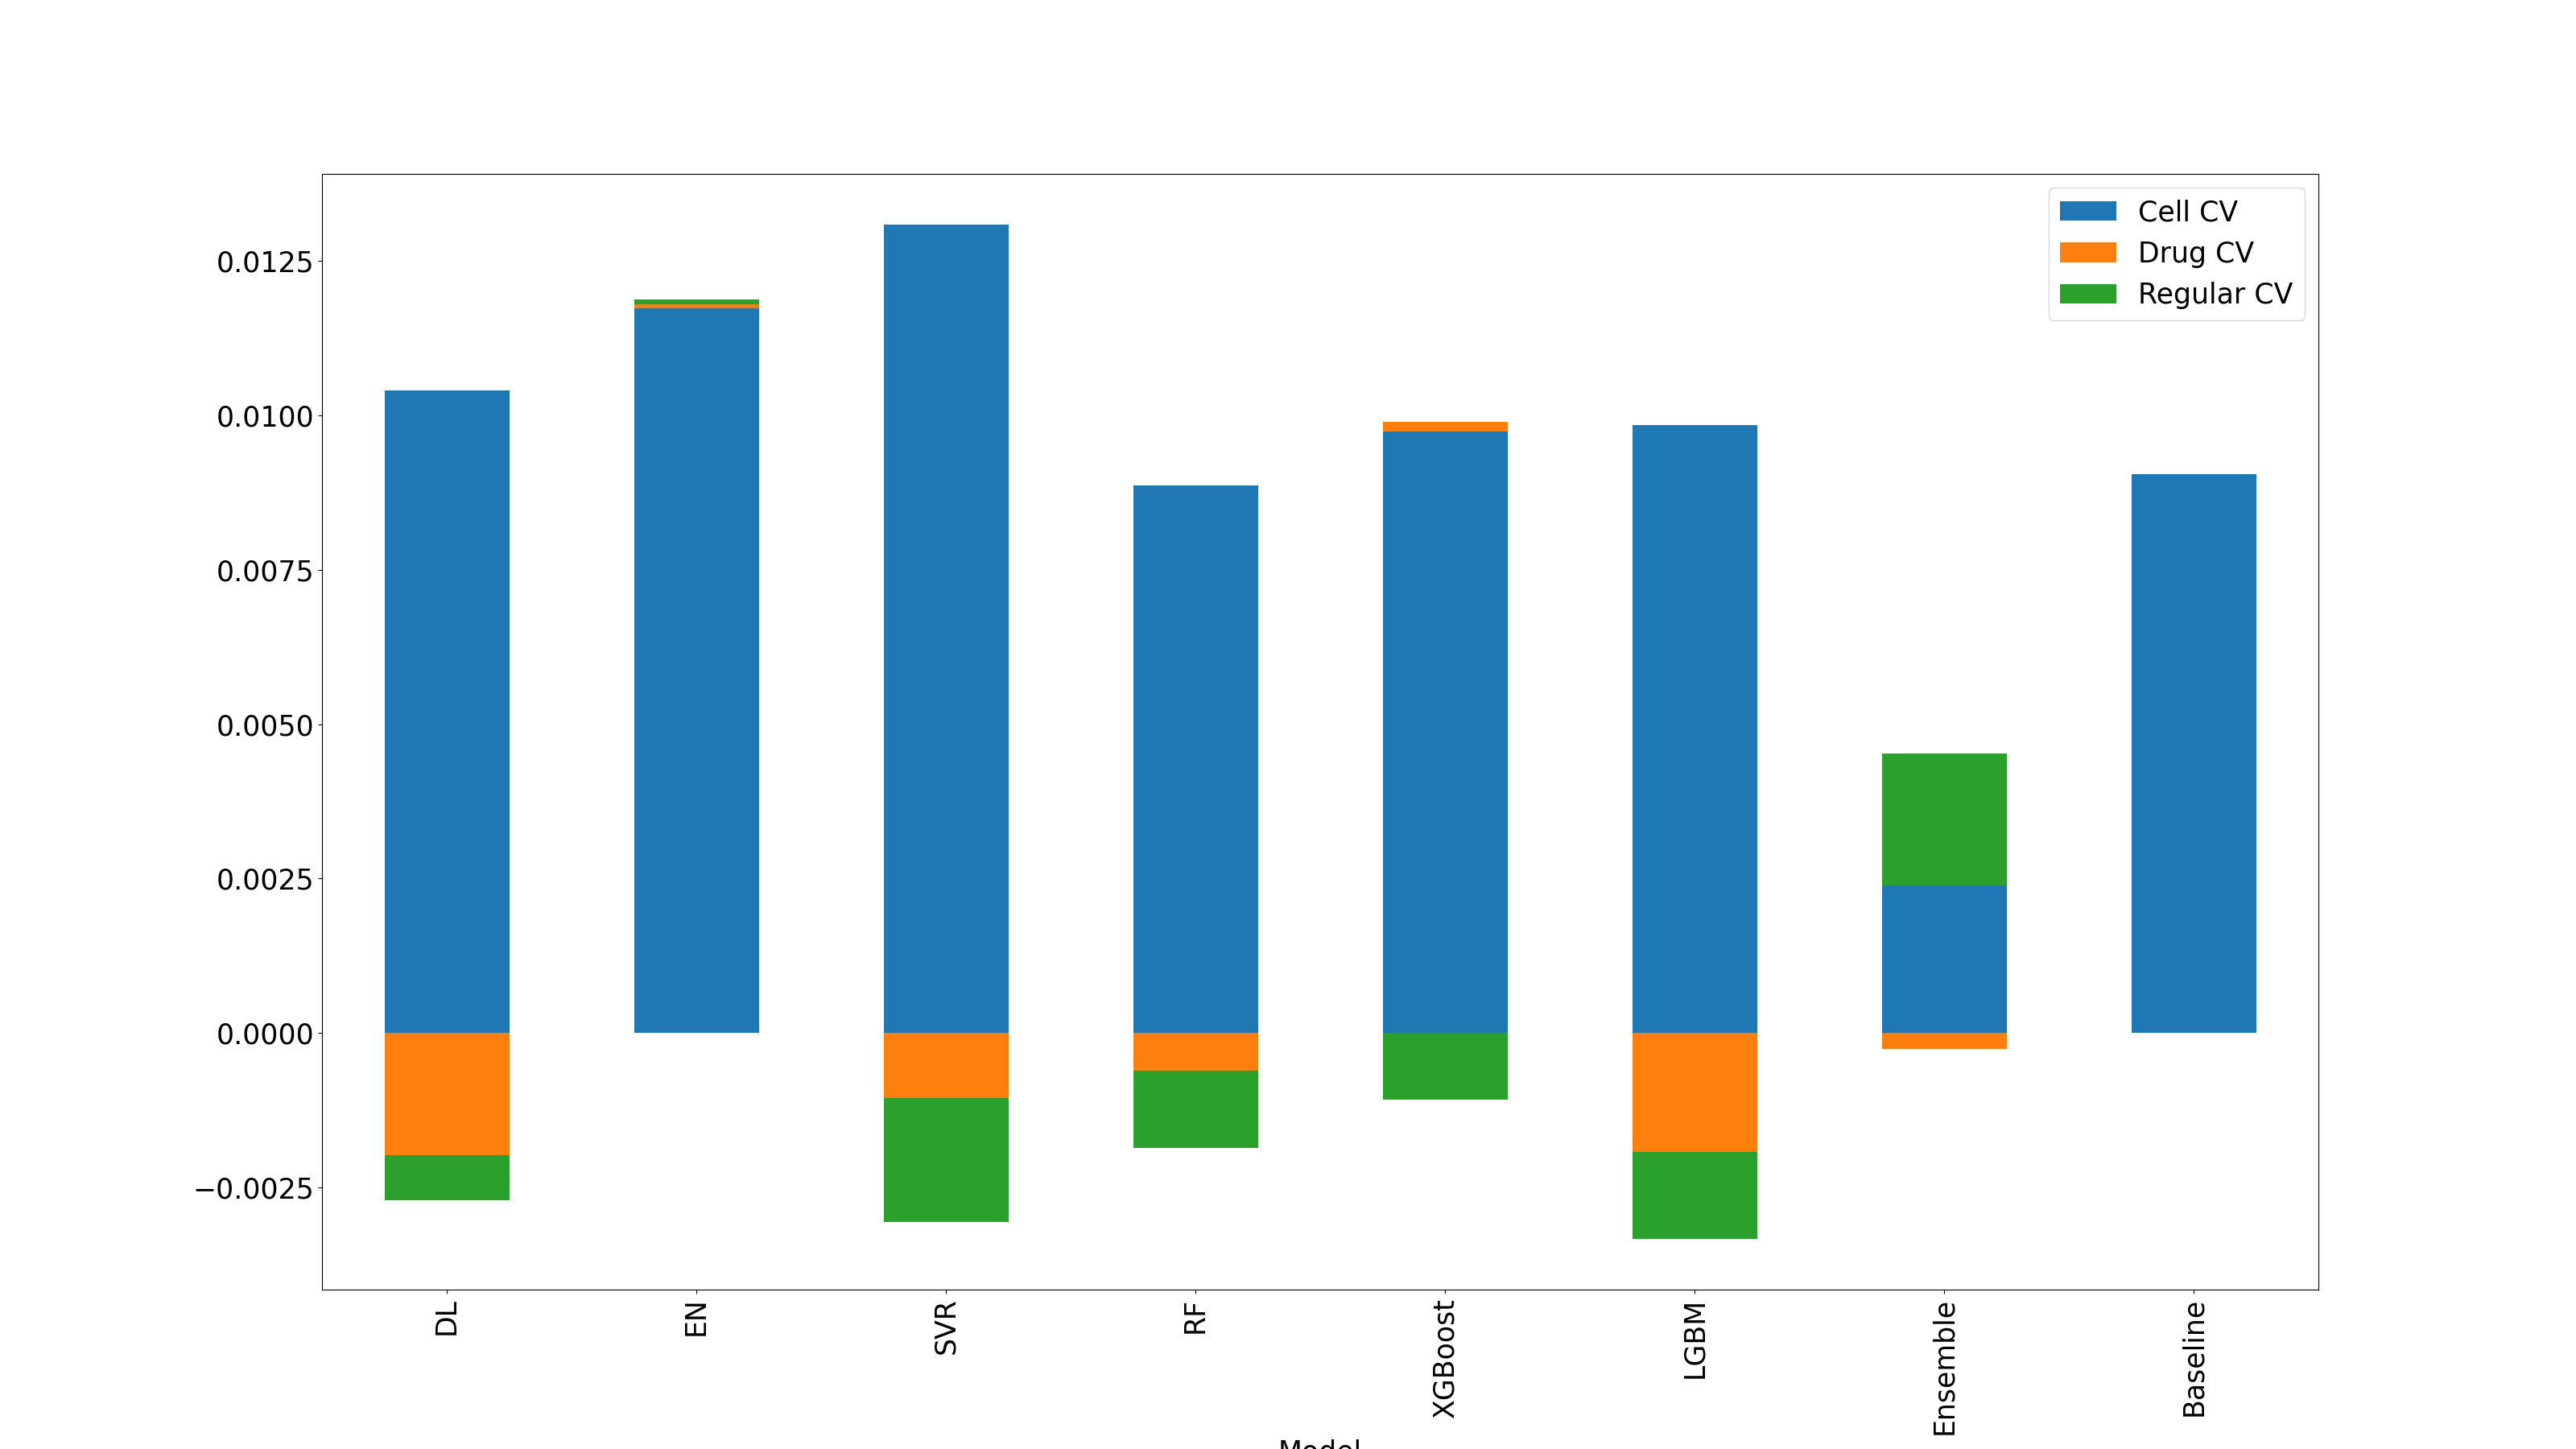 Cell CV
Drug CV
Regular CV
0.0125
0.0100
0.0075
0.0050
0.0025
0.0000
−0.0025
DL
EN
SVR
RF
XGBoost
LGBM
Ensemble
Baseline
Model